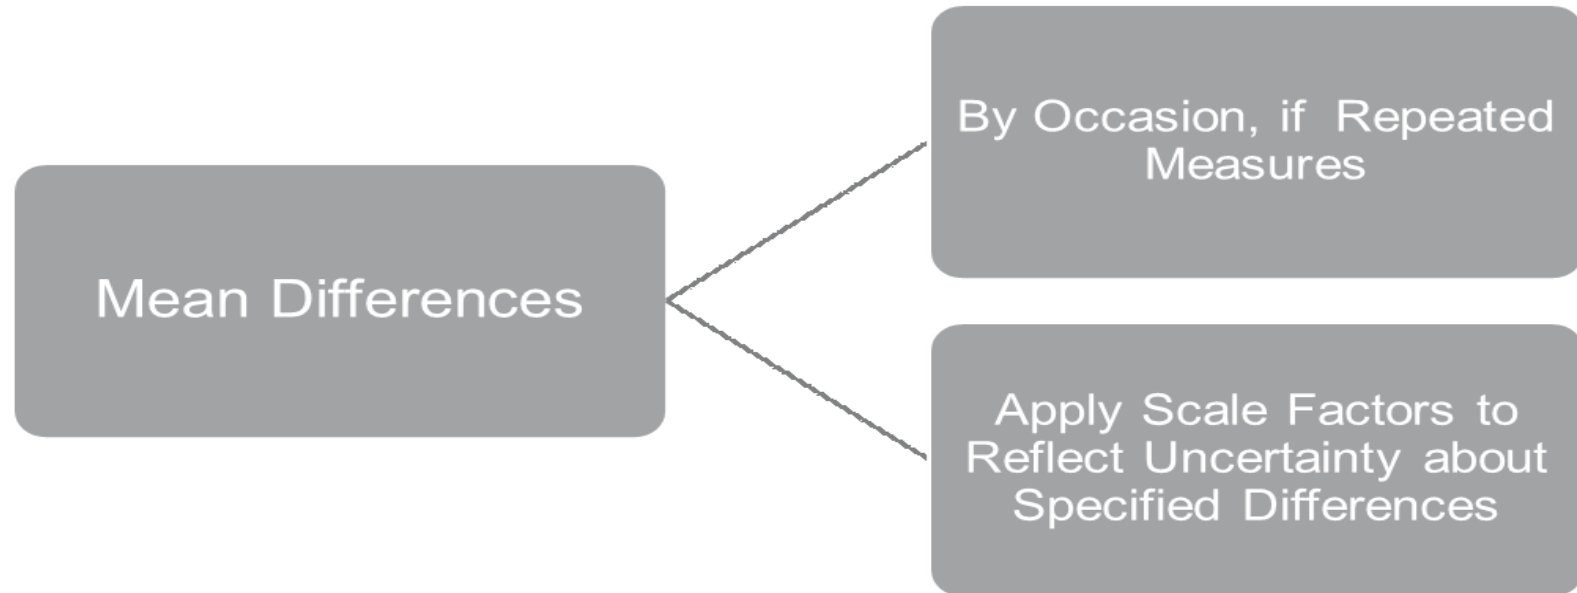 Mean Differences
By Occasion, if Repeated
Measures
Apply Scale Factors to
Reflect Uncertainty about
Specified Differences